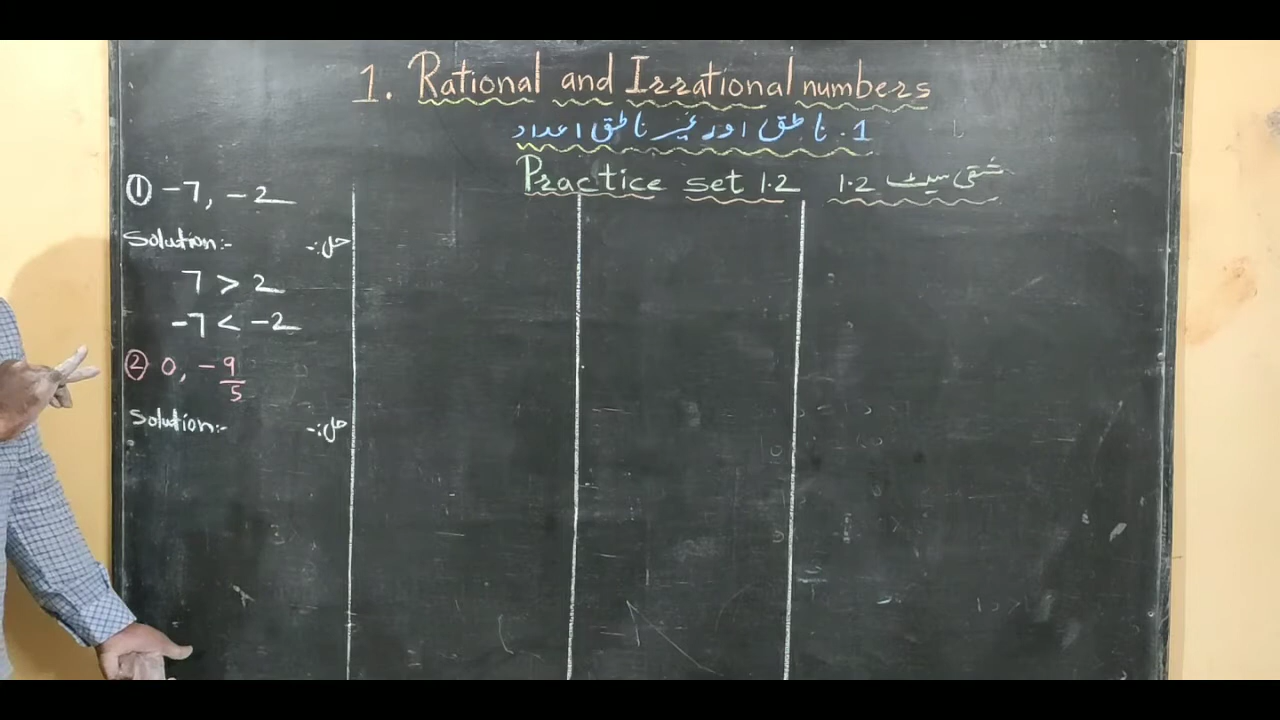 1. Rational and Irrational numbers
1. ناطق اور غیر ناطق اعداد
Practice set 1.2 مشقی سیٹ 1.2
① -7, -2
Solution:- حل:-
7 > 2
-7 < -2
② 0, -9/5
Solution:- حل:-